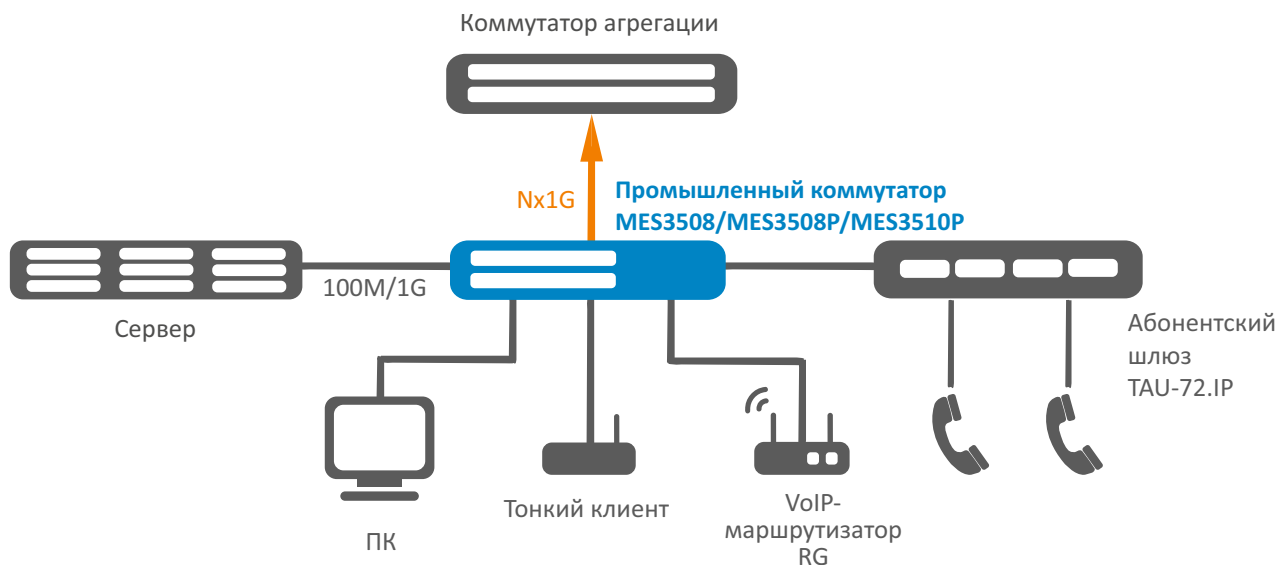 Коммутатор агрегации
Nx1G
Промышленный коммутатор
MES3508/MES3508P/MES3510P
100M/1G
Сервер
Абонентский
шлюз
TAU-72.IP
ПК
Тонкий клиент
VoIP-
маршрутизатор
RG